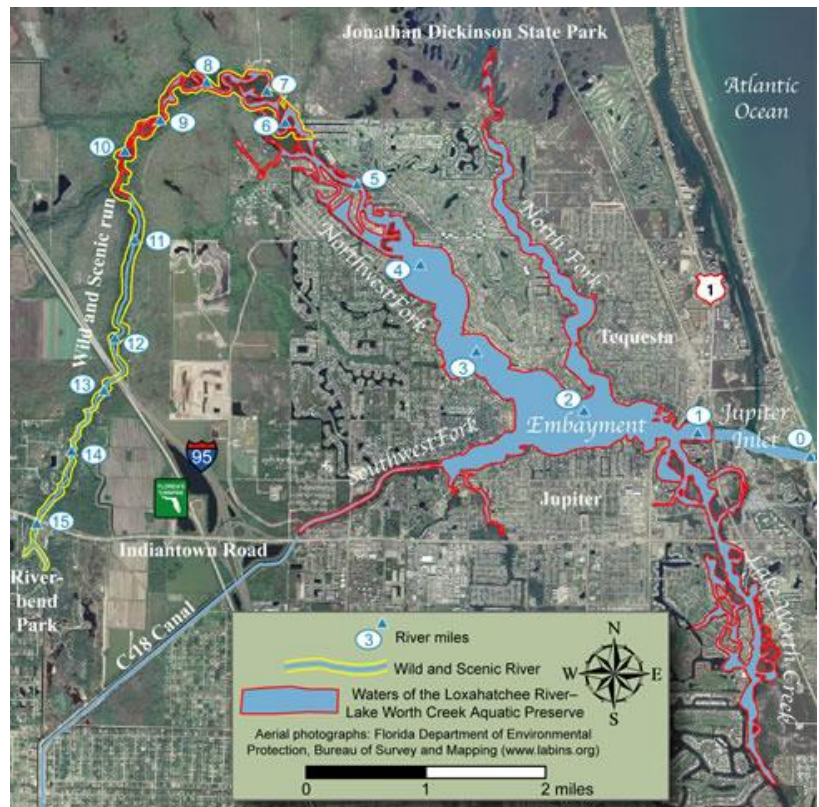 Jonathan Dickinson State Park
Atlantic
Ocean
8
7
6
9
10
5
Wild and Scenic run
11
Northwest Fork
4
North Fork
1
12
3
Tequesta
13
2
Embayment
1
Jupiter
Inlet
0
14
95
Southwest Fork
FLORIDA'S
TURNPIKE
Jupiter
15
Indiantown Road
River-
bend
Park
C-18 Canal
Lake Worth Creek
3
River miles
Wild and Scenic River
Waters of the Loxahatchee River–
Lake Worth Creek Aquatic Preserve
N
W
E
S
Aerial photographs: Florida Department of Environmental
Protection, Bureau of Survey and Mapping (www.labins.org)
0
1
2 miles